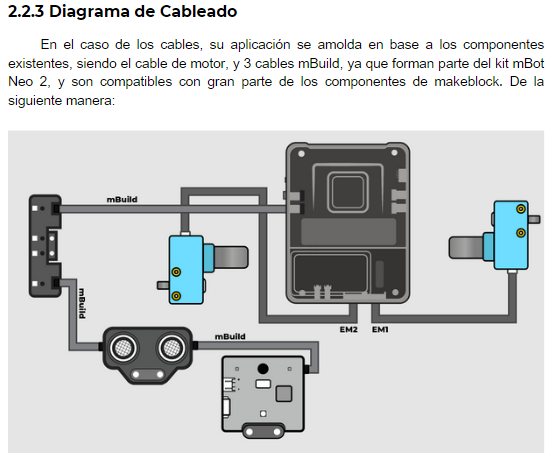 2.2.3 Diagrama de Cableado
En el caso de los cables, su aplicación se amolda en base a los componentes
existentes, siendo el cable de motor, y 3 cables mBuild, ya que forman parte del kit mBot
Neo 2, y son compatibles con gran parte de los componentes de makeblock. De la
siguiente manera:
mBuild
mBuild
mBuild
EM2 EM1